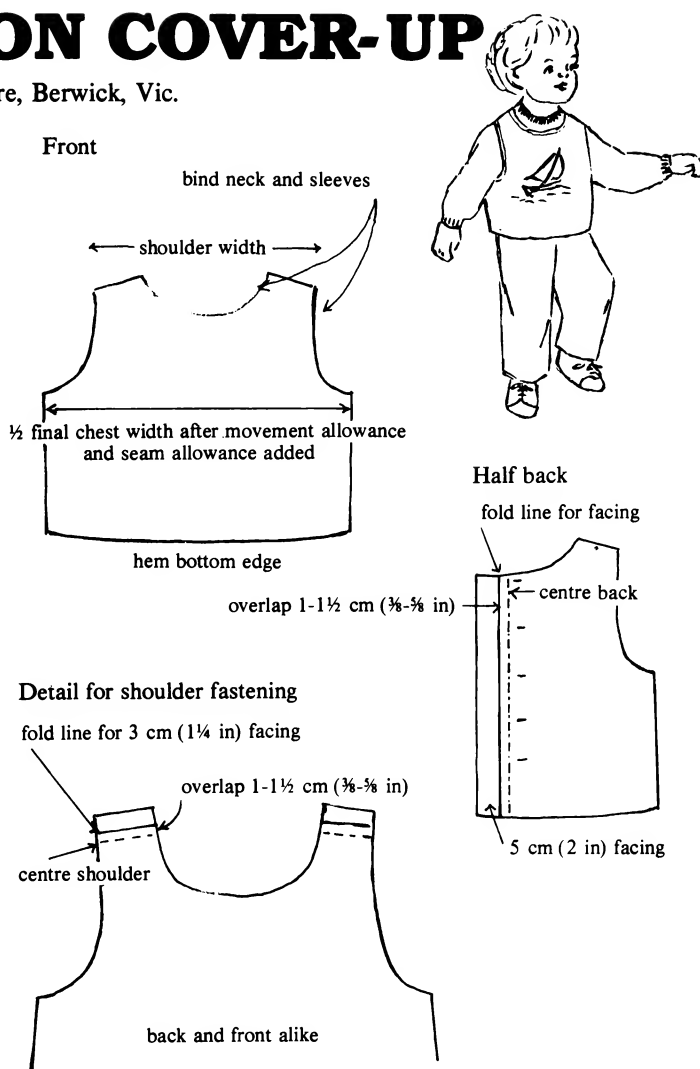 ON COVER-UP
re, Berwick, Vic.
Front
bind neck and sleeves
shoulder width
½ final chest width after movement allowance
and seam allowance added
hem bottom edge
Half back
fold line for facing
centre back
overlap 1-1½ cm (⅜-⅝ in)
5 cm (2 in) facing
Detail for shoulder fastening
fold line for 3 cm (1¼ in) facing
overlap 1-1½ cm (⅜-⅝ in)
centre shoulder
back and front alike